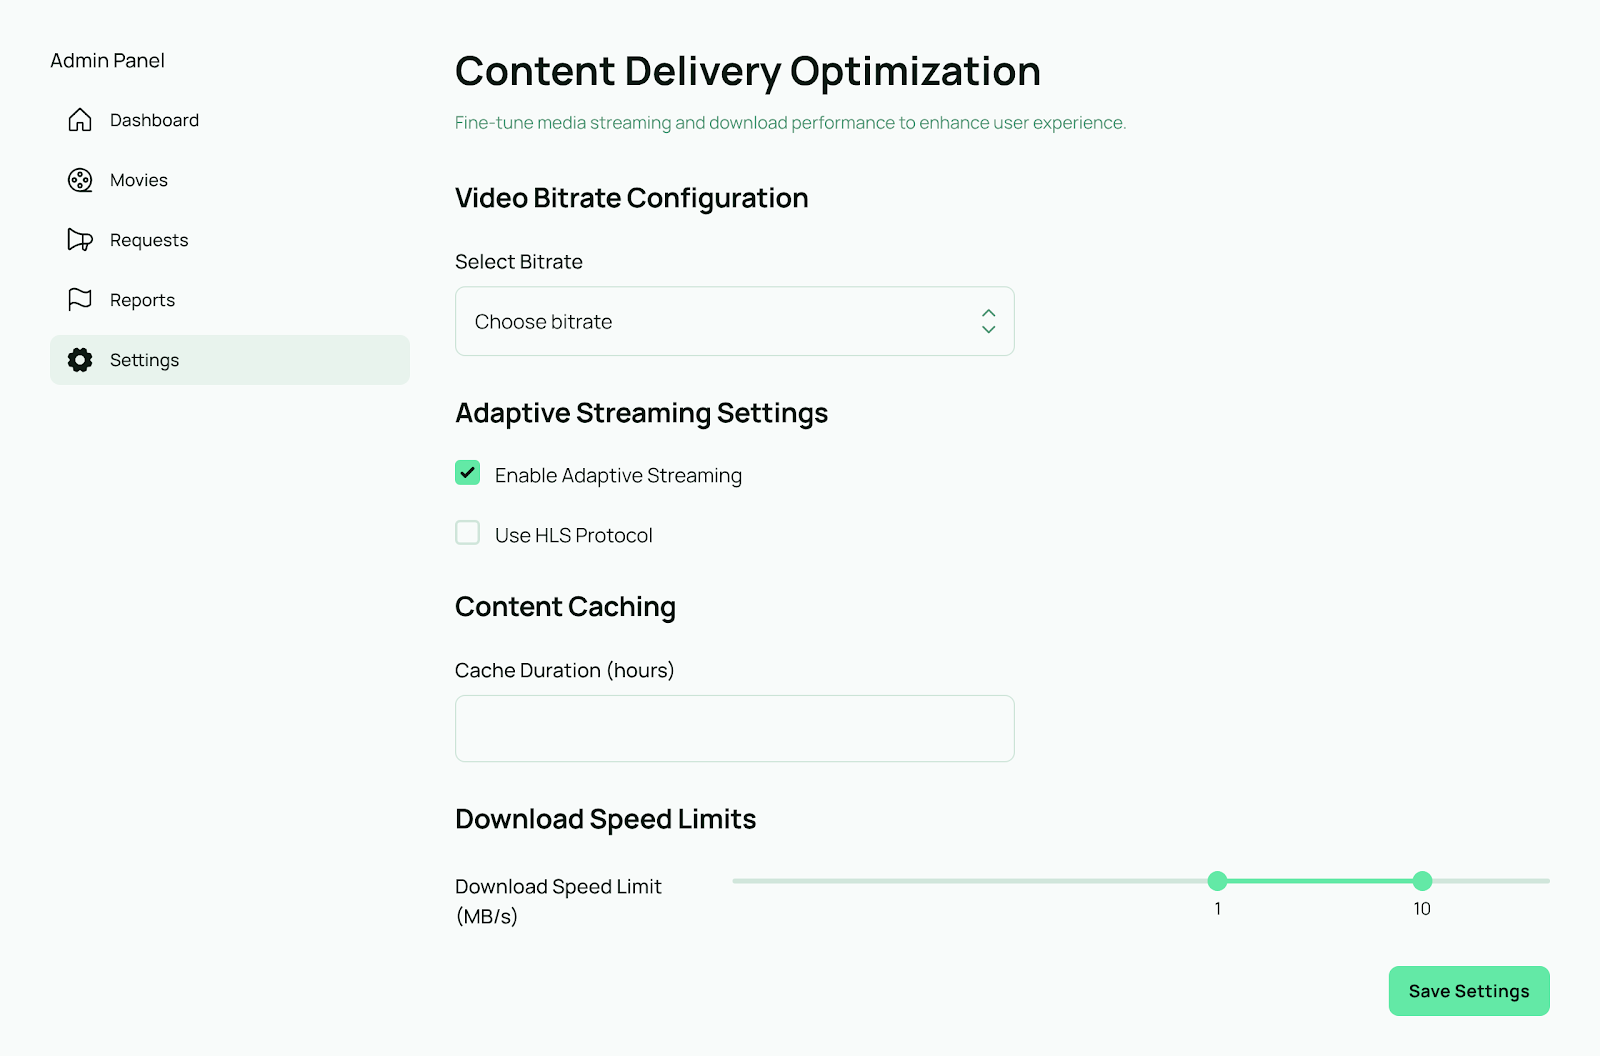 Admin Panel
Dashboard
Movies
Requests
Reports
Settings
Content Delivery Optimization
Fine-tune media streaming and download performance to enhance user experience.
Video Bitrate Configuration
Select Bitrate
Choose bitrate
Adaptive Streaming Settings
Enable Adaptive Streaming
Use HLS Protocol
Content Caching
Cache Duration (hours)
Download Speed Limits
Download Speed Limit
(MB/s)
1
10
Save Settings